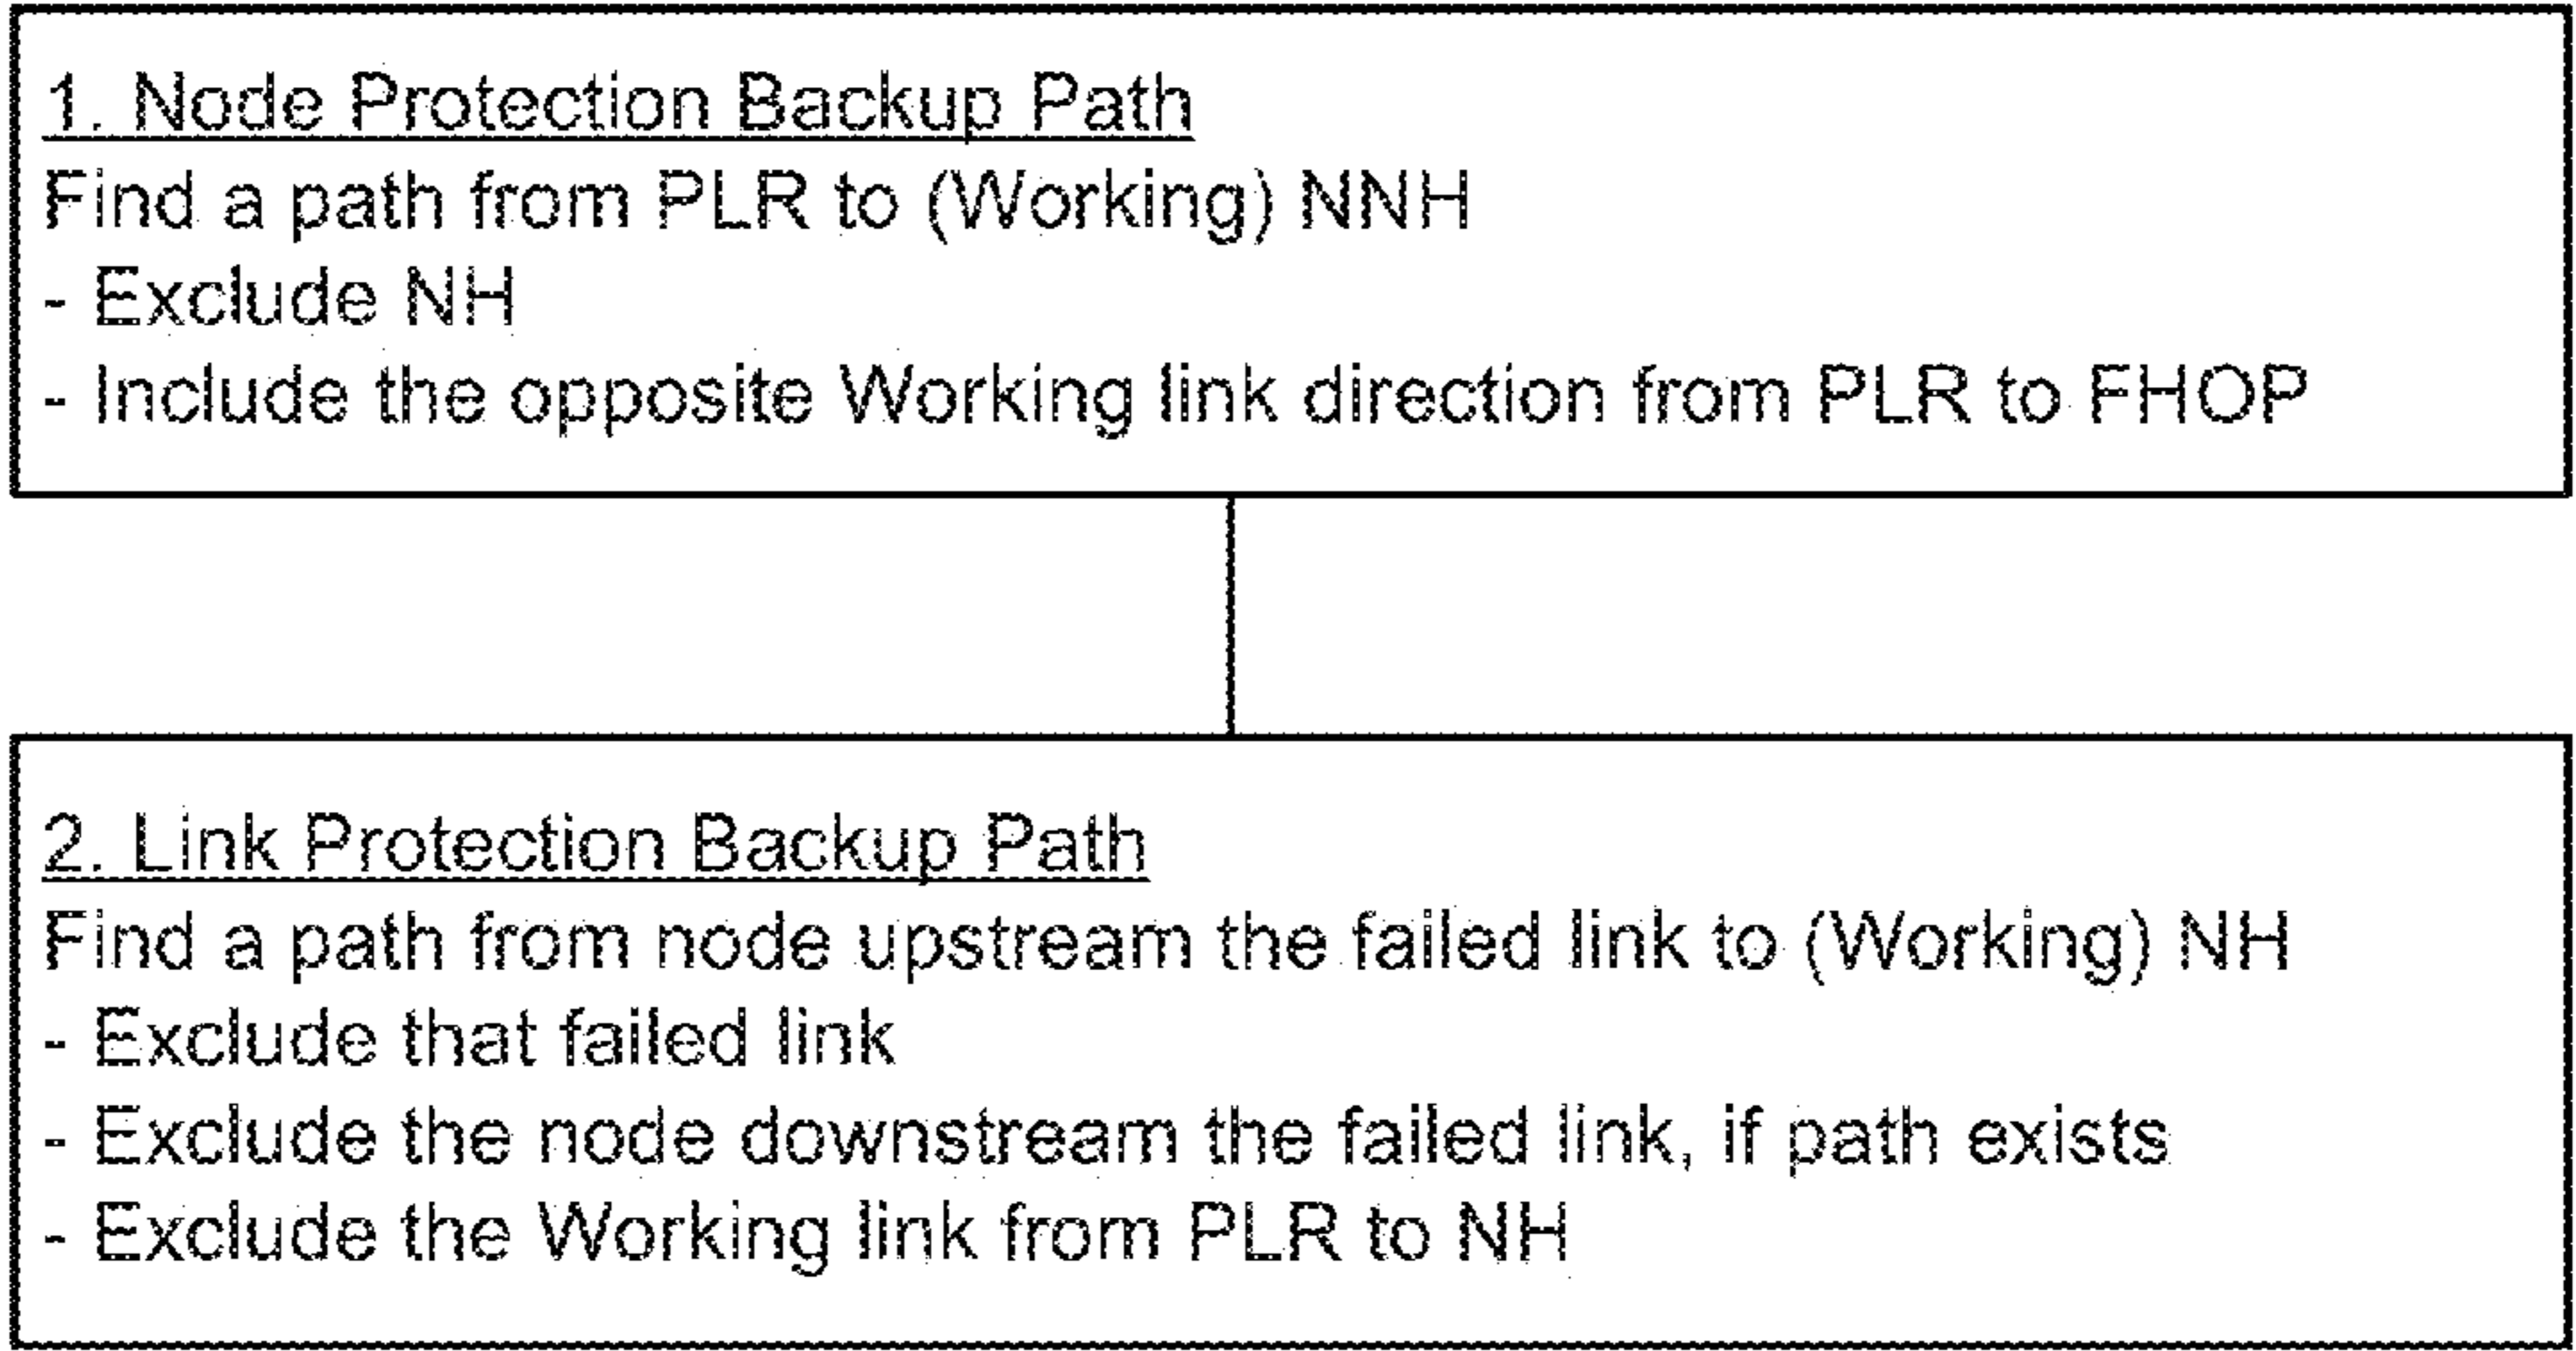 1. Node Protection Backup Path
Find a path from PLR to (Working) NNH
- Exclude NH
- Include the opposite Working link direction from PLR to FHOP
2. Link Protection Backup Path
Find a path from node upstream the failed link to (Working) NH
- Exclude that failed link
- Exclude the node downstream the failed link, if path exists
- Exclude the Working link from PLR to NH